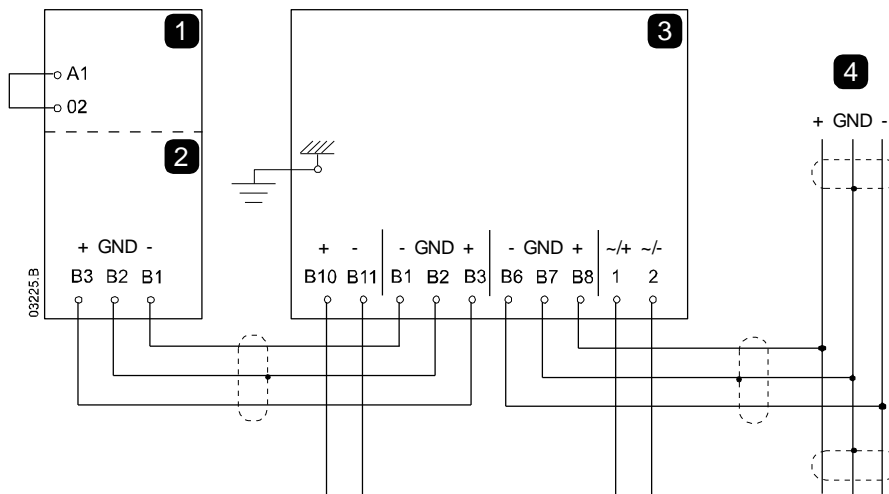 1
3
A1
02
4
+ GND -
2
+ GND -
B3 B2 B1
+ - - GND + - GND + ~/+ ~/-
B10 B11 B1 B2 B3 B6 B7 B8 1 2
03225.B